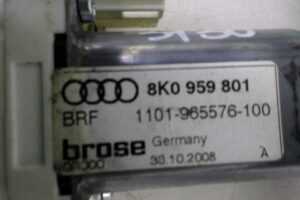 8K0 959 801
BRF 1101-965576-100
brose Germany
30.10.2008 A